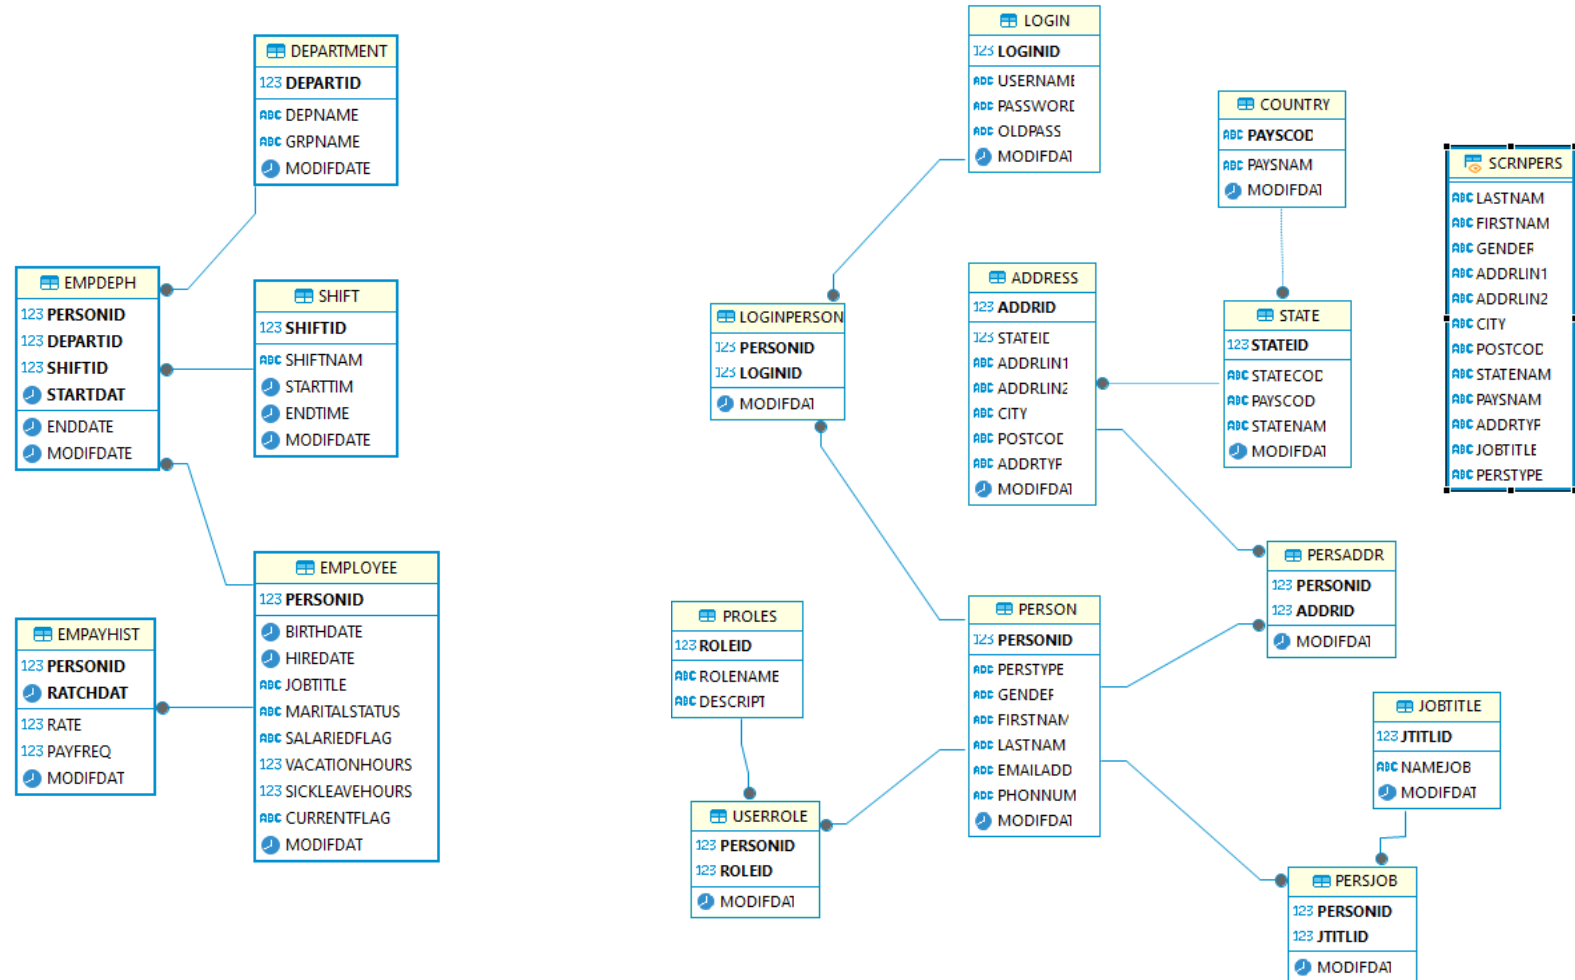 DEPARTMENT
123 DEPARTID
ABC DEPNAME
ABC GRPNAME
MODIFDATE
EMPDEPH
123 PERSONID
123 DEPARTID
123 SHIFTID
STARTDAT
ENDDATE
MODIFDATE
SHIFT
123 SHIFTID
ABC SHIFTNAM
STARTTIM
ENDTIME
MODIFDATE
EMPLOYEE
123 PERSONID
BIRTHDATE
HIREDATE
ABC JOBTITLE
ABC MARITALSTATUS
ABC SALARIEDFLAG
123 VACATIONHOURS
123 SICKLEAVEHOURS
ABC CURRENTFLAG
MODIFDAT
EMPAYHIST
123 PERSONID
RATCHDAT
123 RATE
123 PAYFREQ
MODIFDAT
LOGIN
123 LOGINID
ABC USERNAME
ABC PASSWORD
ABC OLDPASS
MODIFDAT
LOGINPERSON
123 PERSONID
123 LOGINID
MODIFDAT
COUNTRY
ABC PAYSCOD
ABC PAYSNAM
MODIFDAT
ADDRESS
123 ADDRID
123 STATEID
ABC ADDRLIN1
ABC ADDRLIN2
ABC CITY
ABC POSTCOD
ABC ADDRTYP
MODIFDAT
STATE
123 STATEID
ABC STATECOD
ABC PAYSCOD
ABC STATENAM
MODIFDAT
SCRNPERS
ABC LASTNAM
ABC FIRSTNAM
ABC GENDER
ABC ADDRLIN1
ABC ADDRLIN2
ABC CITY
ABC POSTCOD
ABC STATENAM
ABC PAYSNAM
ABC ADDRTYP
ABC JOBTITLE
ABC PERSTYPE
PERSADDR
123 PERSONID
123 ADDRID
MODIFDAT
PROLES
123 ROLEID
ABC ROLENAME
ABC DESCRIPT
PERSON
123 PERSONID
ABC PERSTYPE
ABC GENDER
ABC FIRSTNAM
ABC LASTNAM
ABC EMAILADD
ABC PHONNUM
MODIFDAT
USERROLE
123 PERSONID
123 ROLEID
MODIFDAT
JOBTITLE
123 JTITLID
ABC NAMEJOB
MODIFDAT
PERSJOB
123 PERSONID
123 JTITLID
MODIFDAT